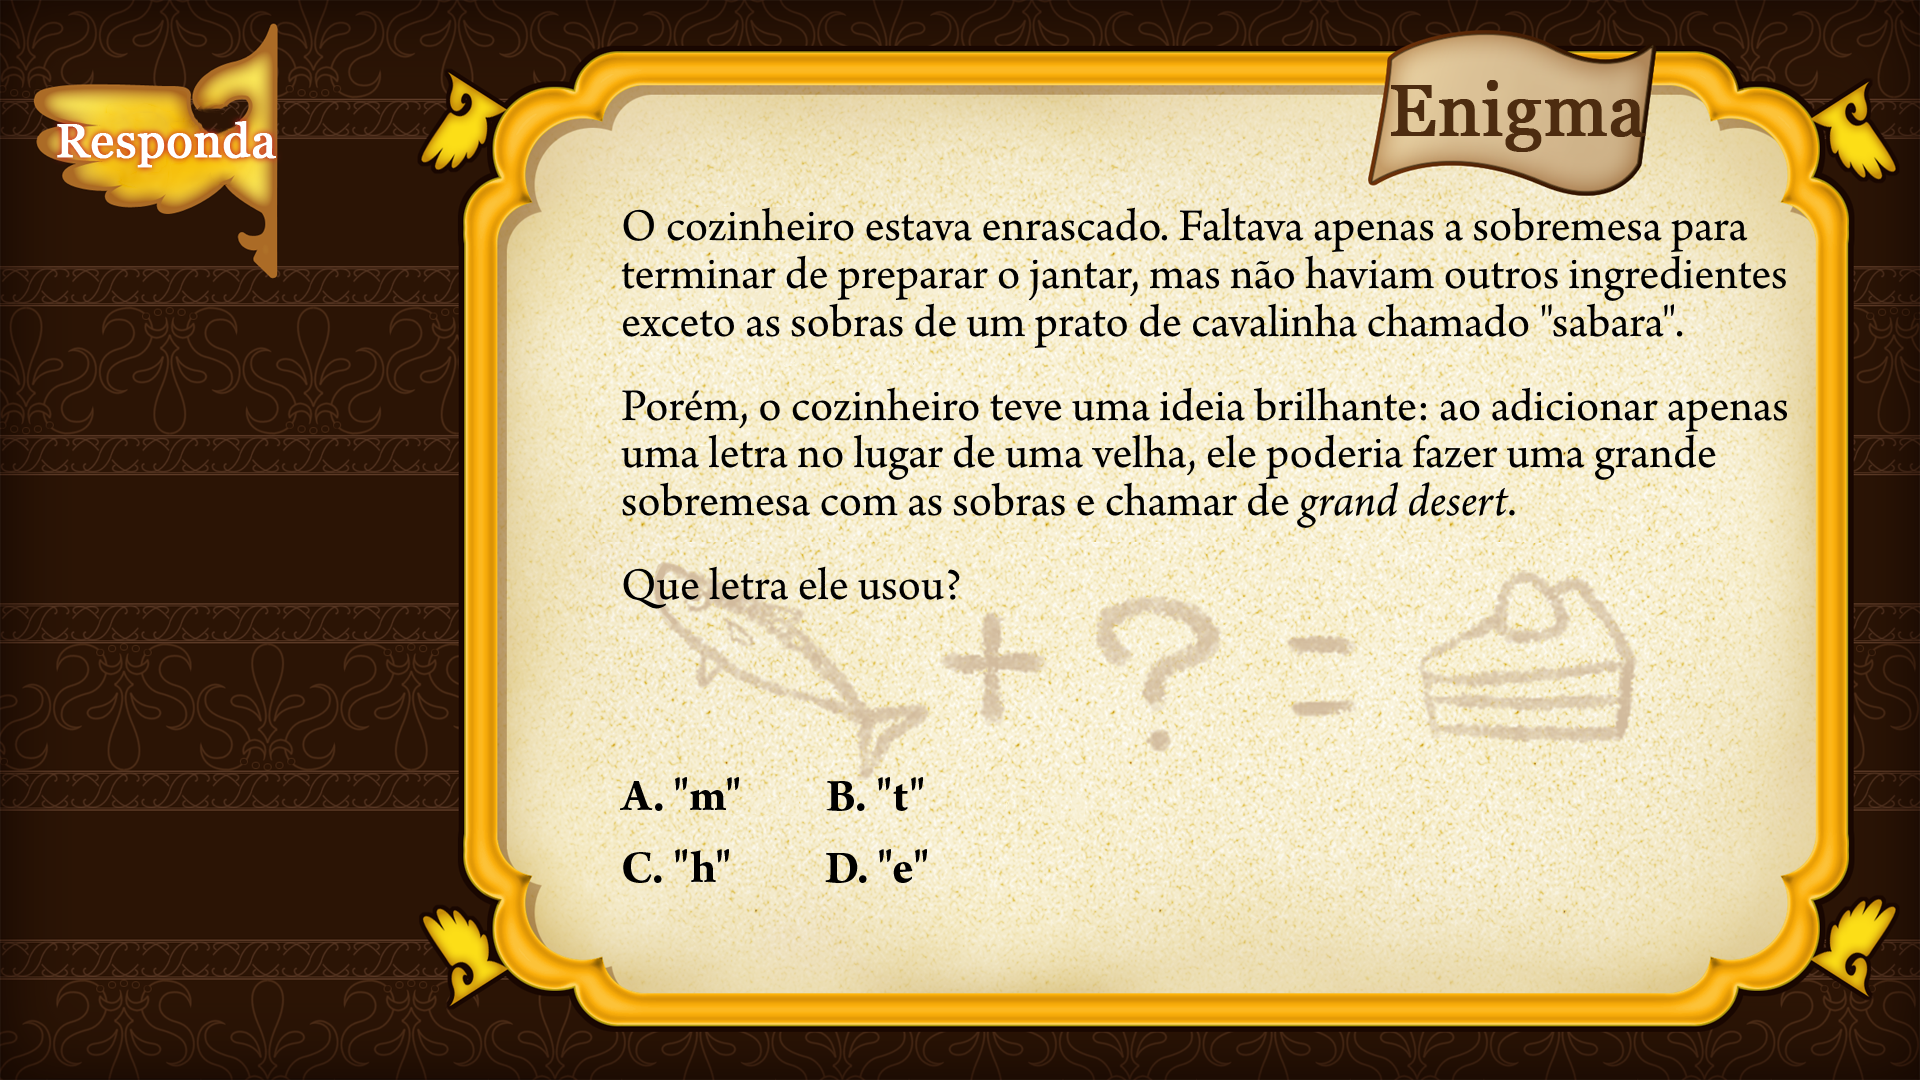 Responda
Enigma
O cozinheiro estava enrascado. Faltava apenas a sobremesa para
terminar de preparar o jantar, mas não haviam outros ingredientes
exceto as sobras de um prato de cavalinha chamado "sabara".
Porém, o cozinheiro teve uma ideia brilhante: ao adicionar apenas
uma letra no lugar de uma velha, ele poderia fazer uma grande
sobremesa com as sobras e chamar de grand desert.
Que letra ele usou?
A. "m" B. "t"
C. "h" D. "e"